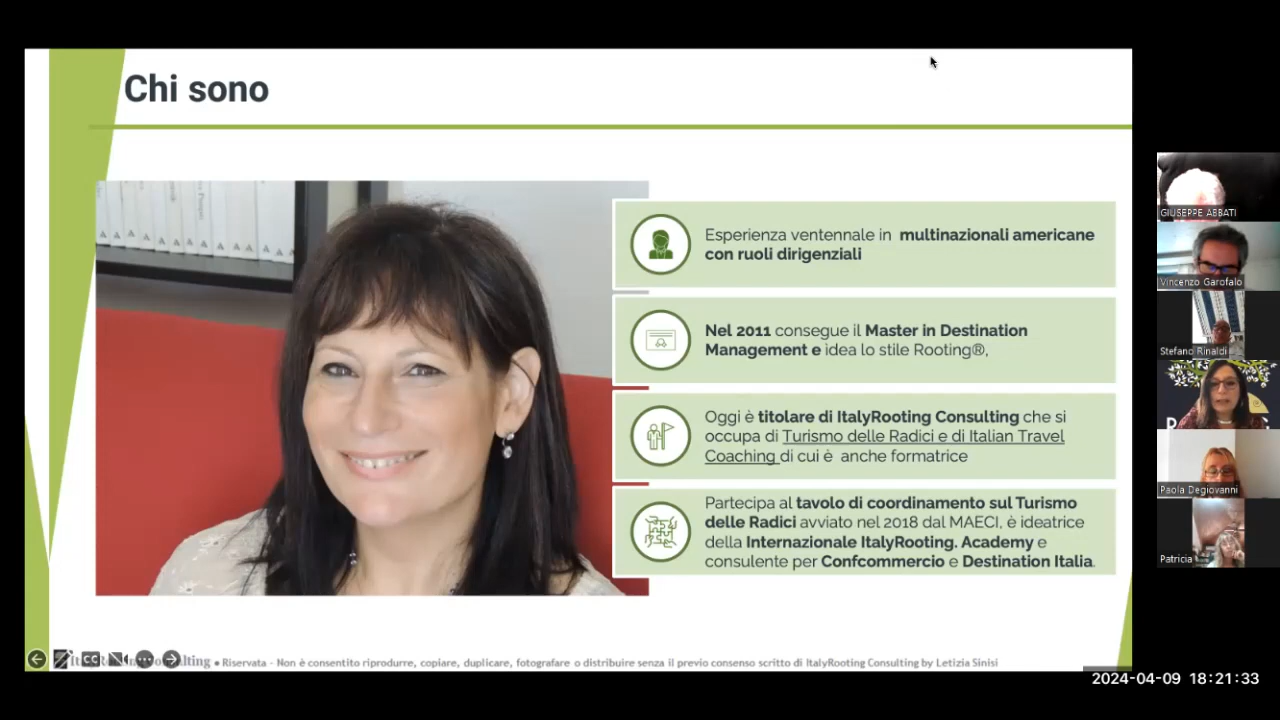 Chi sono
Esperienza ventennale in multinazionali americane
con ruoli dirigenziali
Nel 2011 consegue il Master in Destination
Management e idea lo stile Rooting®,
Oggi è titolare di ItalyRooting Consulting che si
occupa di Turismo delle Radici e di Italian Travel
Coaching di cui è anche formatrice
Partecipa al tavolo di coordinamento sul Turismo
delle Radici avviato nel 2018 dal MAECI, è ideatrice
della Internazionale ItalyRooting. Academy e
consulente per Confcommercio e Destination Italia.
GIUSEPPE ABBATI
Vincenzo Garofalo
Stefano Rinaldi
Paola Degiovanni
Patricia
CC
• Riservata - Non è consentito riprodurre, copiare, duplicare, fotografare o distribuire senza il previo consenso scritto di ItalyRooting Consulting by Letizia Sinisi
2024-04-09 18:21:33